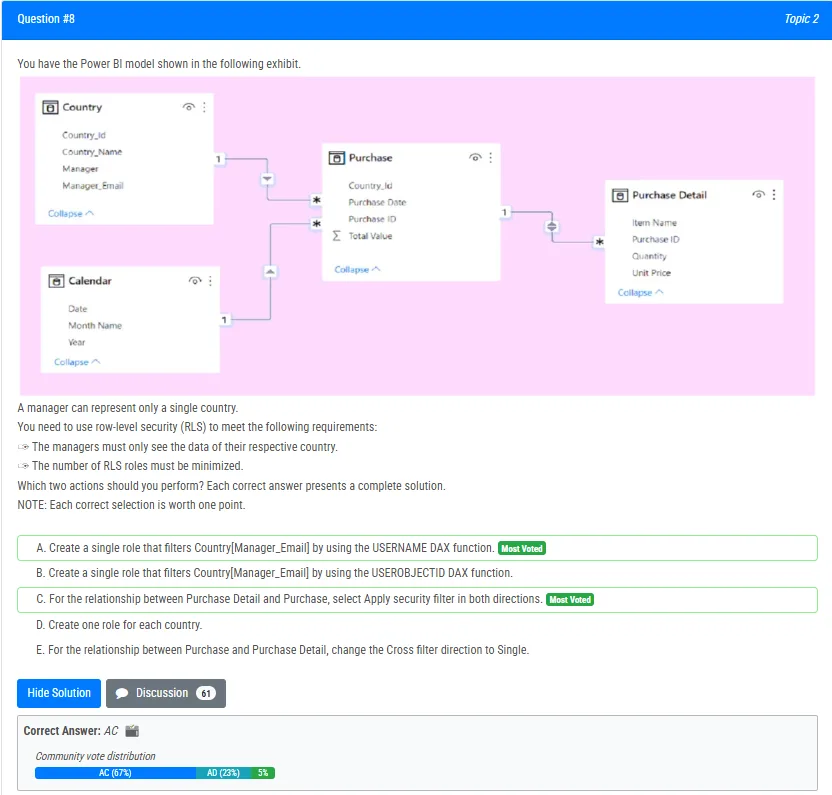 Question #8
Topic 2
You have the Power BI model shown in the following exhibit.
Country
Country_Id
Country_Name
Manager
Manager_Email
Collapse
1
*
Purchase
Country_Id
Purchase Date
Purchase ID
Σ Total Value
Collapse
*
1
*
Purchase Detail
Item Name
Purchase ID
Quantity
Unit Price
Collapse
Calendar
Date
Month Name
Year
Collapse
1
A manager can represent only a single country.
You need to use row-level security (RLS) to meet the following requirements:
The managers must only see the data of their respective country.
The number of RLS roles must be minimized.
Which two actions should you perform? Each correct answer presents a complete solution.
NOTE: Each correct selection is worth one point.
A. Create a single role that filters Country[Manager_Email] by using the USERNAME DAX function. Most Voted
B. Create a single role that filters Country[Manager_Email] by using the USEROBJECTID DAX function.
C. For the relationship between Purchase Detail and Purchase, select Apply security filter in both directions. Most Voted
D. Create one role for each country.
E. For the relationship between Purchase and Purchase Detail, change the Cross filter direction to Single.
Hide Solution
Discussion 61
Correct Answer: AC
Community vote distribution
AC (67%) AD (23%) 5%